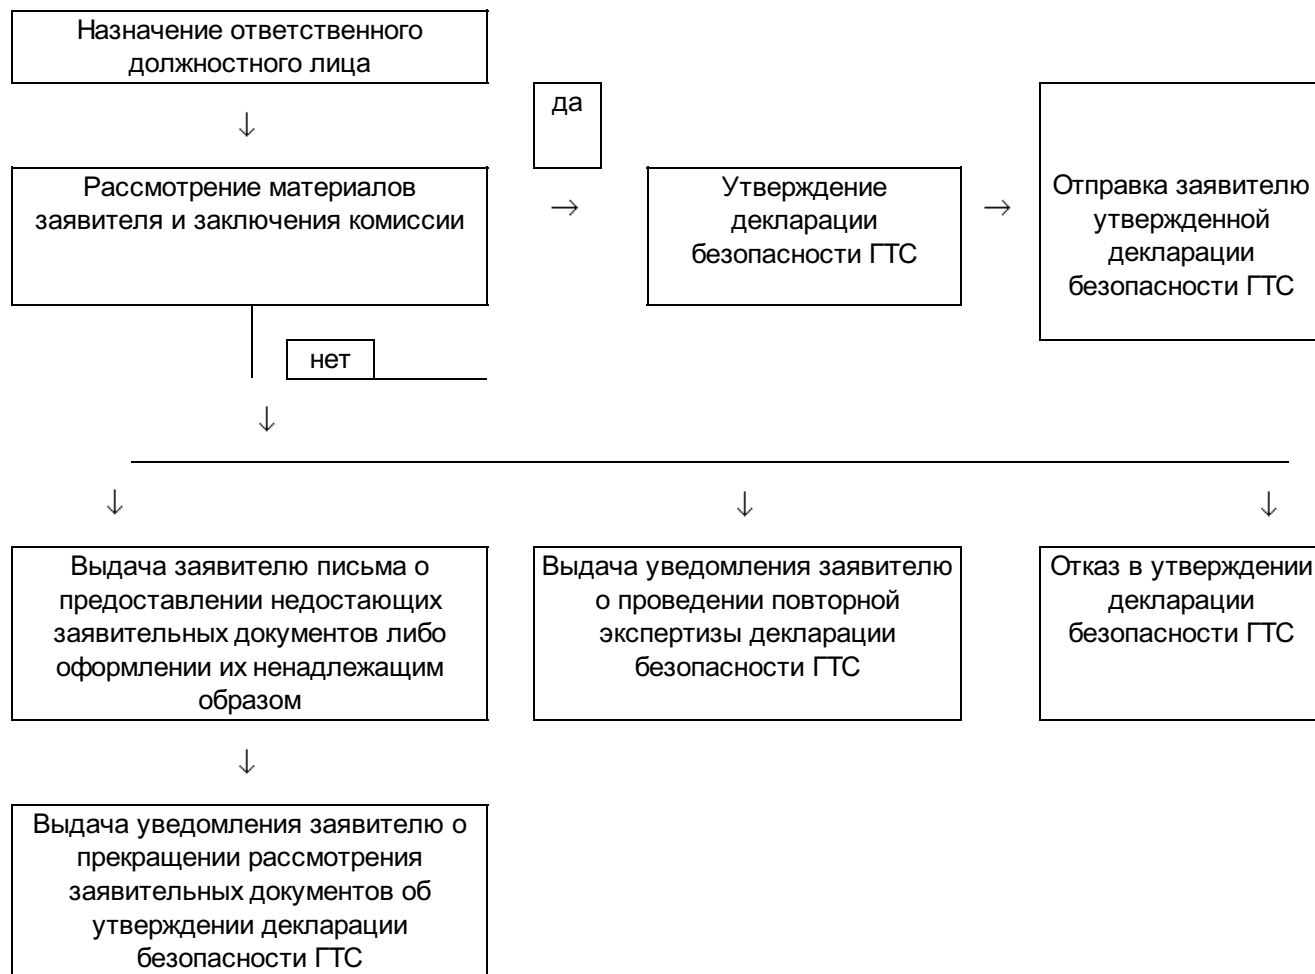 Назначение ответственного
должностного лица
↓
да
Рассмотрение материалов
заявителя и заключения комиссии
→
Утверждение
декларации
безопасности ГТС
→
Отправка заявителю
утвержденной
декларации
безопасности ГТС
нет
↓
↓
↓
↓
Выдача заявителю письма о
предоставлении недостающих
заявительных документов либо
оформлении их ненадлежащим
образом
Выдача уведомления заявителю
о проведении повторной
экспертизы декларации
безопасности ГТС
Отказ в утверждении
декларации
безопасности ГТС
↓
Выдача уведомления заявителю о
прекращении рассмотрения
заявительных документов об
утверждении декларации
безопасности ГТС